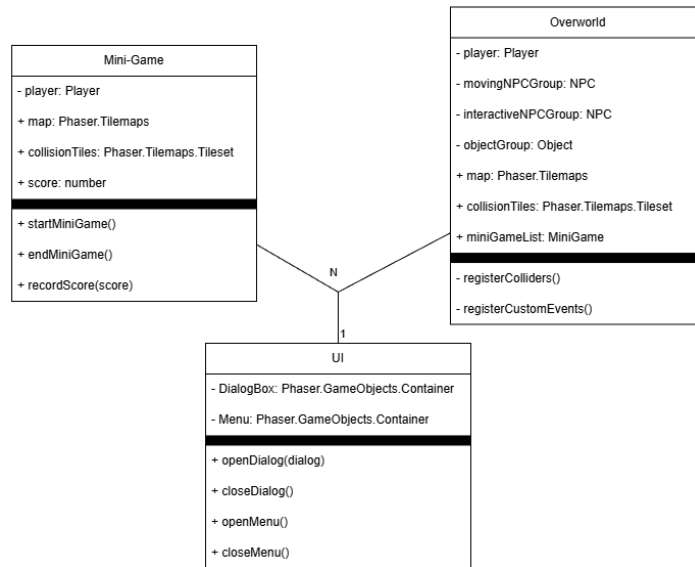 Mini-Game
- player: Player
+ map: Phaser.Tilemaps
+ collisionTiles: Phaser.Tilemaps.Tileset
+ score: number
+ startMiniGame()
+ endMiniGame()
+ recordScore(score)
Overworld
- player: Player
- movingNPCGroup: NPC
- interactiveNPCGroup: NPC
- objectGroup: Object
+ map: Phaser.Tilemaps
+ collisionTiles: Phaser.Tilemaps.Tileset
+ miniGameList: MiniGame
- registerColliders()
- registerCustomEvents()
N
1
UI
- DialogBox: Phaser.GameObjects.Container
- Menu: Phaser.GameObjects.Container
+ openDialog(dialog)
+ closeDialog()
+ openMenu()
+ closeMenu()